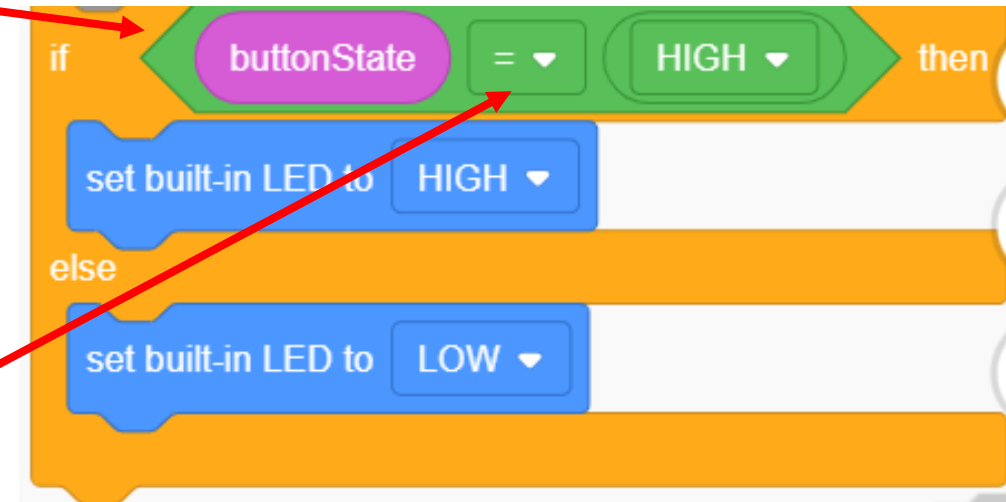 if buttonState = HIGH then
set built-in LED to HIGH
else
set built-in LED to LOW